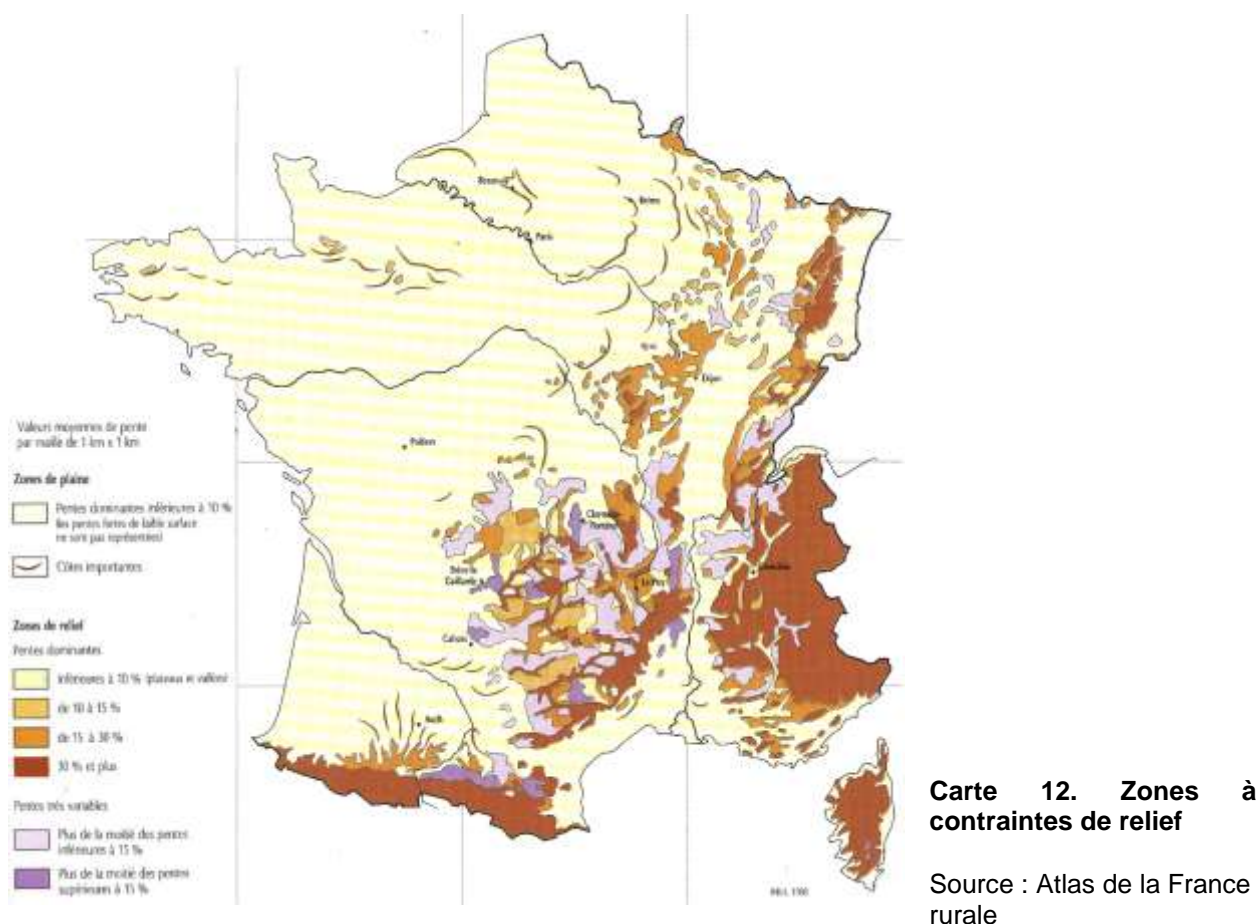 Reims
Paris
Dijon
Poitiers
Clermont-
Brive la
Gaillarde
Le Puy
Cahors
Auch
Valeurs moyennes de pente
par maille de 1 km x 1 km
Zones de plaine
Pentes dominantes inférieures à 10 %
(les pentes fortes de faible surface
ne sont pas représentées)
Côtes importantes
Zones de relief
Pentes dominantes
inférieures à 10 % (plateaux et vallées)
de 10 à 15 %
de 15 à 30 %
30 % et plus
Pentes très variables
Plus de la moitié des pentes
inférieures à 15 %
Plus de la moitié des pentes
supérieures à 15 %
Carte 12. Zones à
contraintes de relief
Source : Atlas de la France
rurale